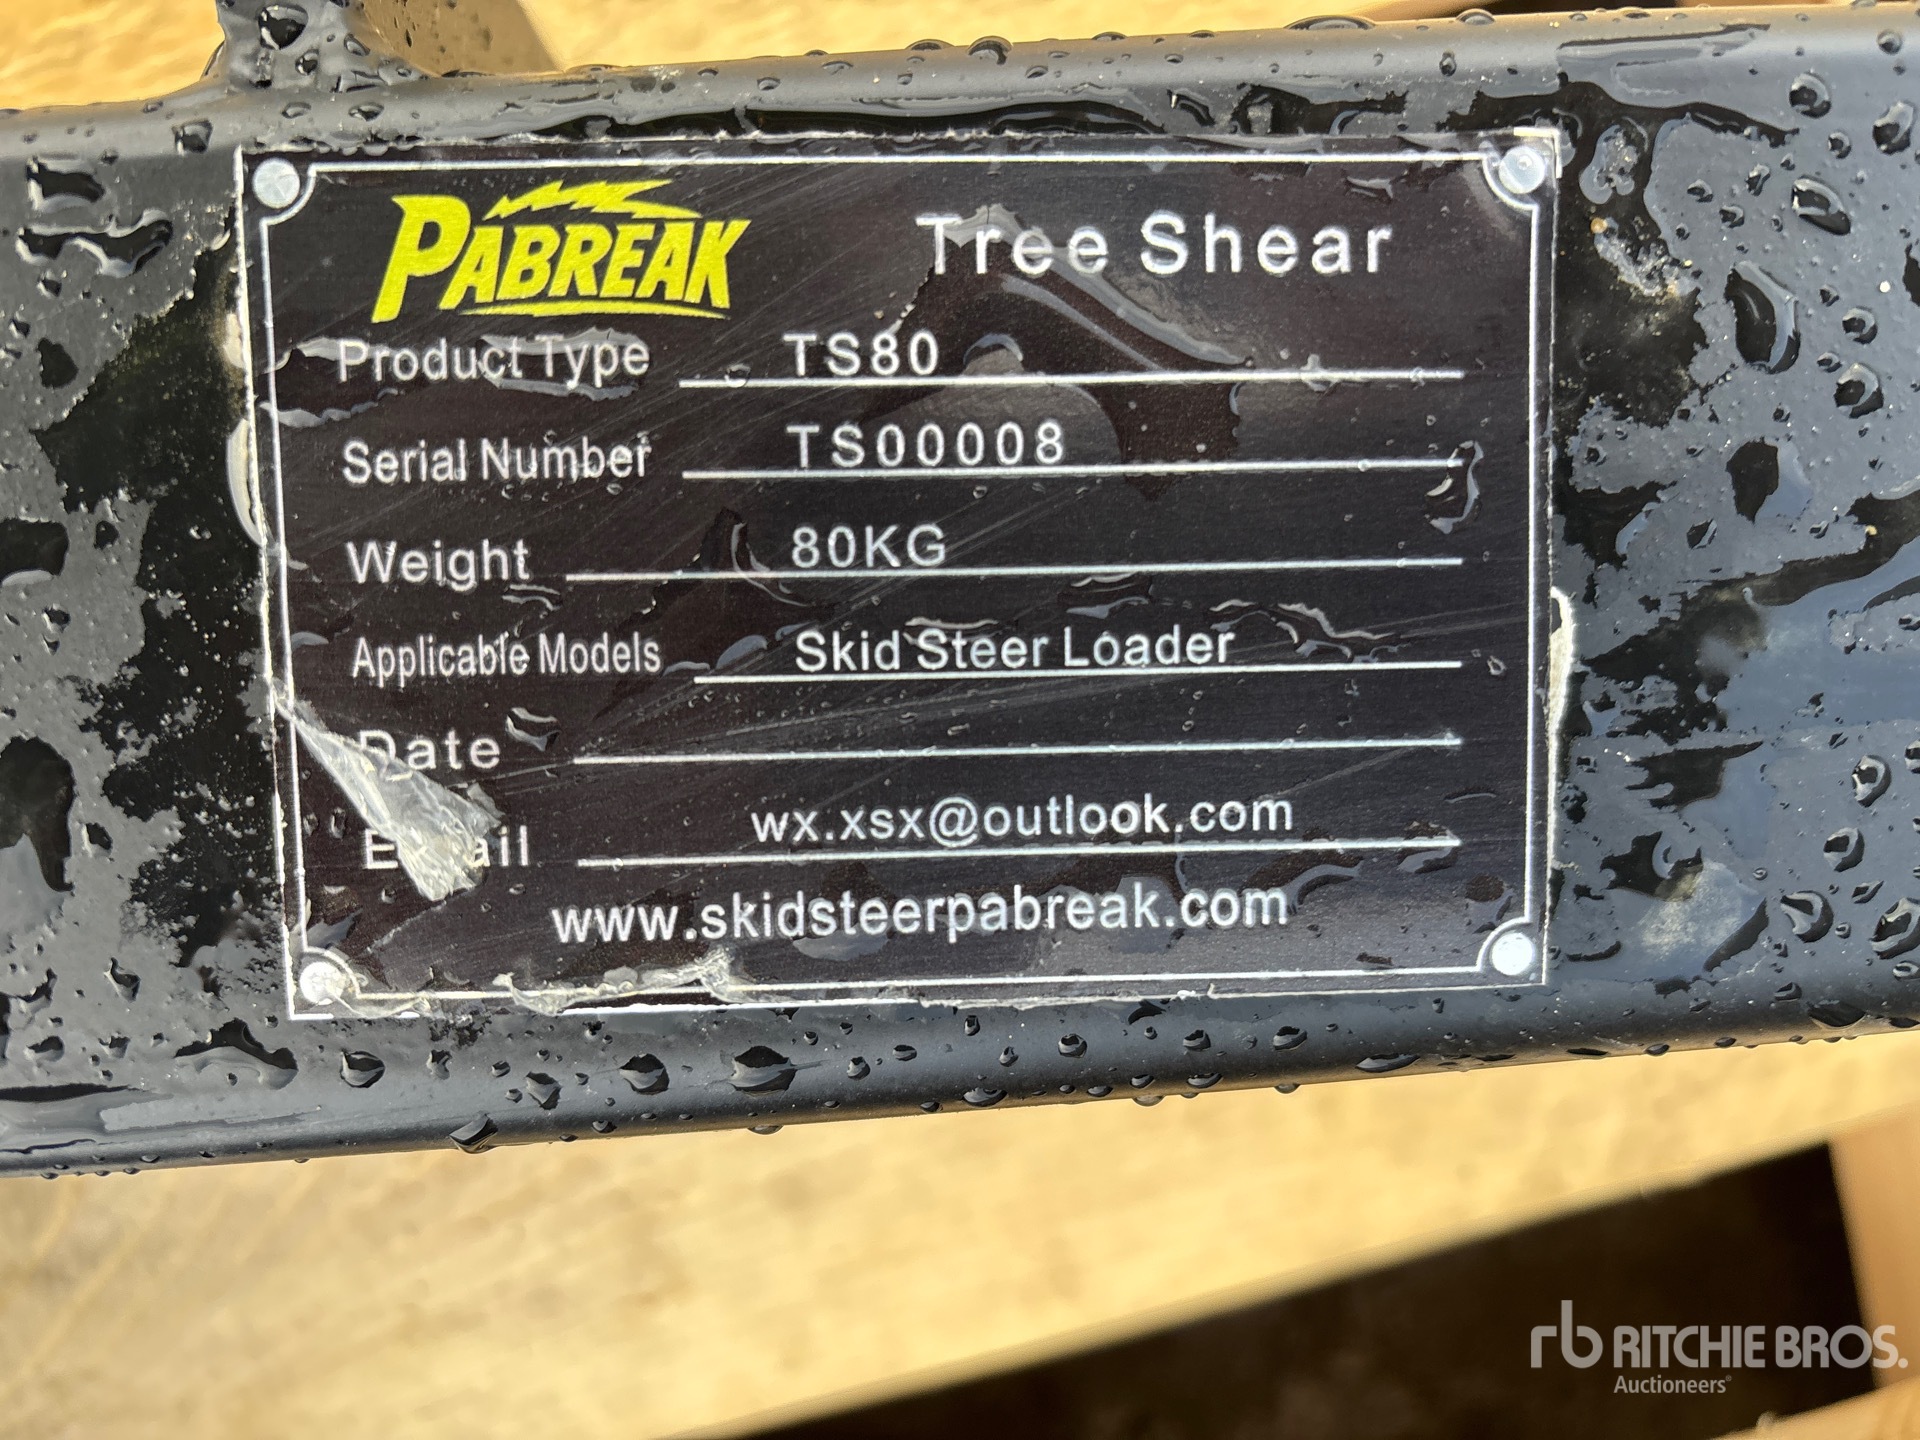 PABREAK Tree Shear
Product Type TS80
Serial Number TS00008
Weight 80KG
Applicable Models Skid Steer Loader
Date
wx.xsx@outlook.com
www.skidsteerpabreak.com
rb RITCHIE BROS.
Auctioneers